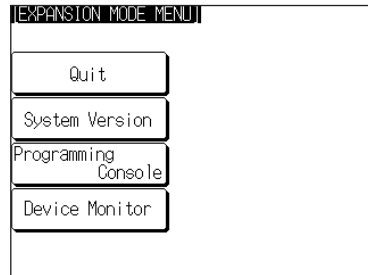 [EXPANSION MODE MENU]
Quit
System Version
Programming
Console
Device Monitor